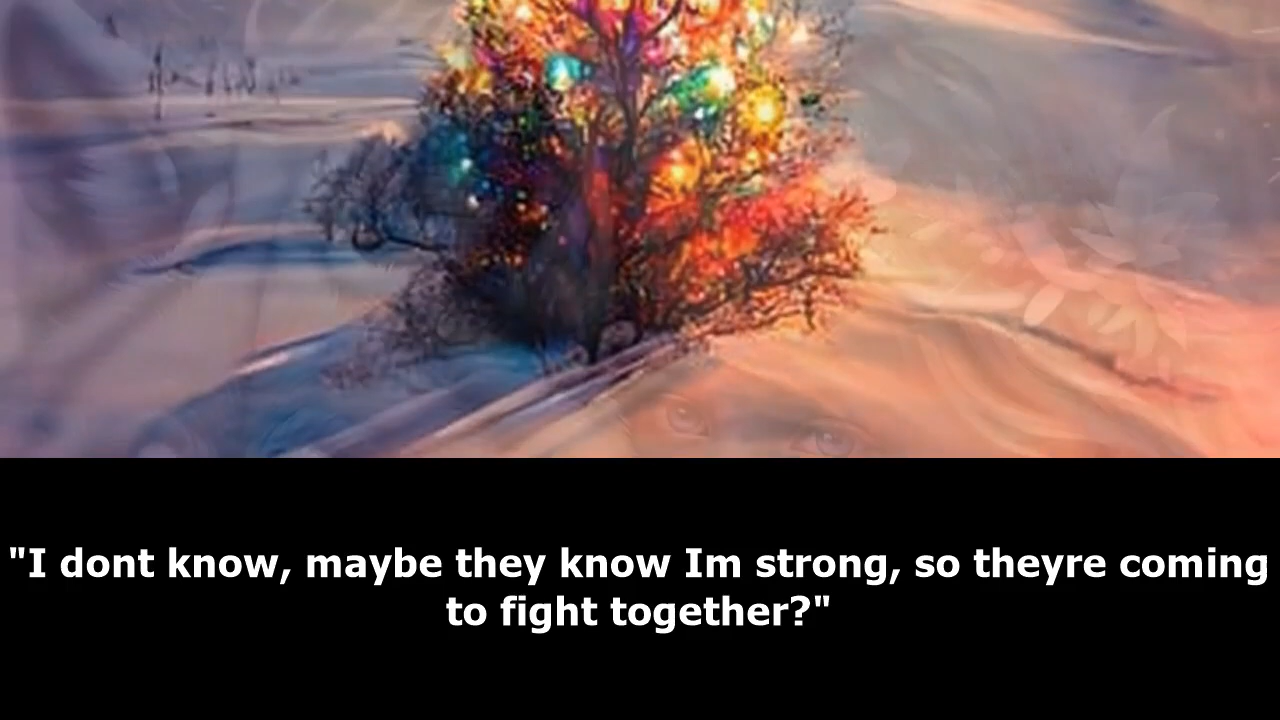 "I dont know, maybe they know Im strong, so theyre coming
to fight together?"